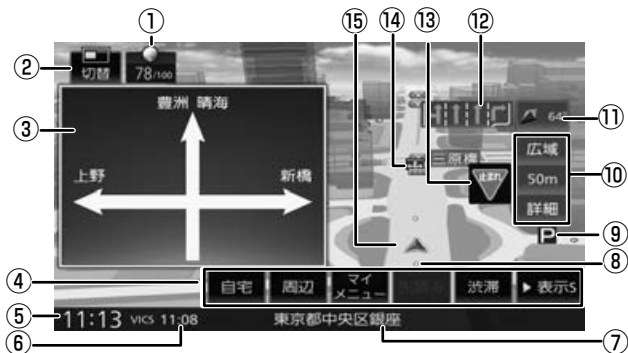 ①
②
③
④
⑤
⑥
⑦
⑧
⑨
⑩
⑪
⑫
⑬
⑭
⑮
切替
78/100
豊洲 晴海
上野
新橋
三原橋
止まれ
64
広域
50m
詳細
P
自宅
周辺
マイ
メニュー
渋滞
▶ 表示S
11:13
VICS 11:08
東京都中央区銀座